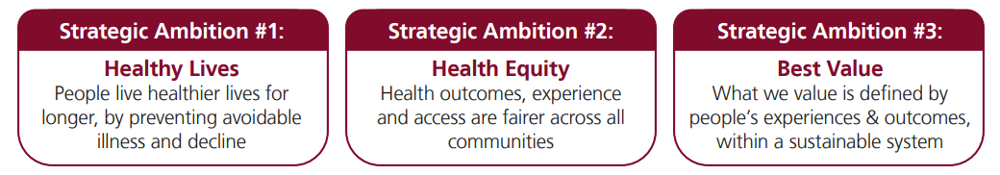 Strategic Ambition #1:
Healthy Lives
People live healthier lives for
longer, by preventing avoidable
illness and decline
Strategic Ambition #2:
Health Equity
Health outcomes, experience
and access are fairer across all
communities
Strategic Ambition #3:
Best Value
What we value is defined by
people’s experiences & outcomes,
within a sustainable system